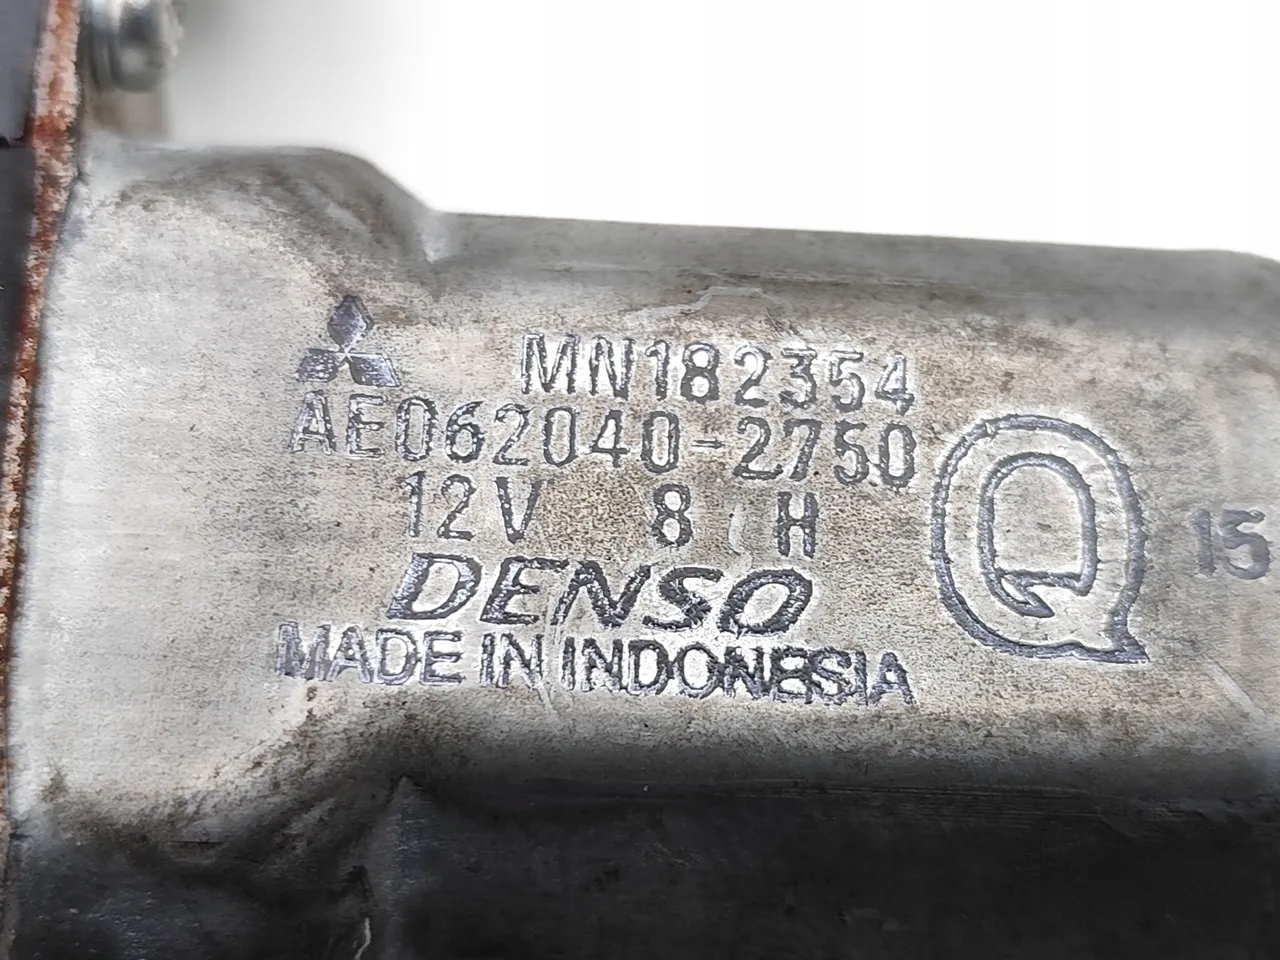 MN182354
AE062040-2750
12V 8 H
DENSO
MADE IN INDONESIA
Q
15